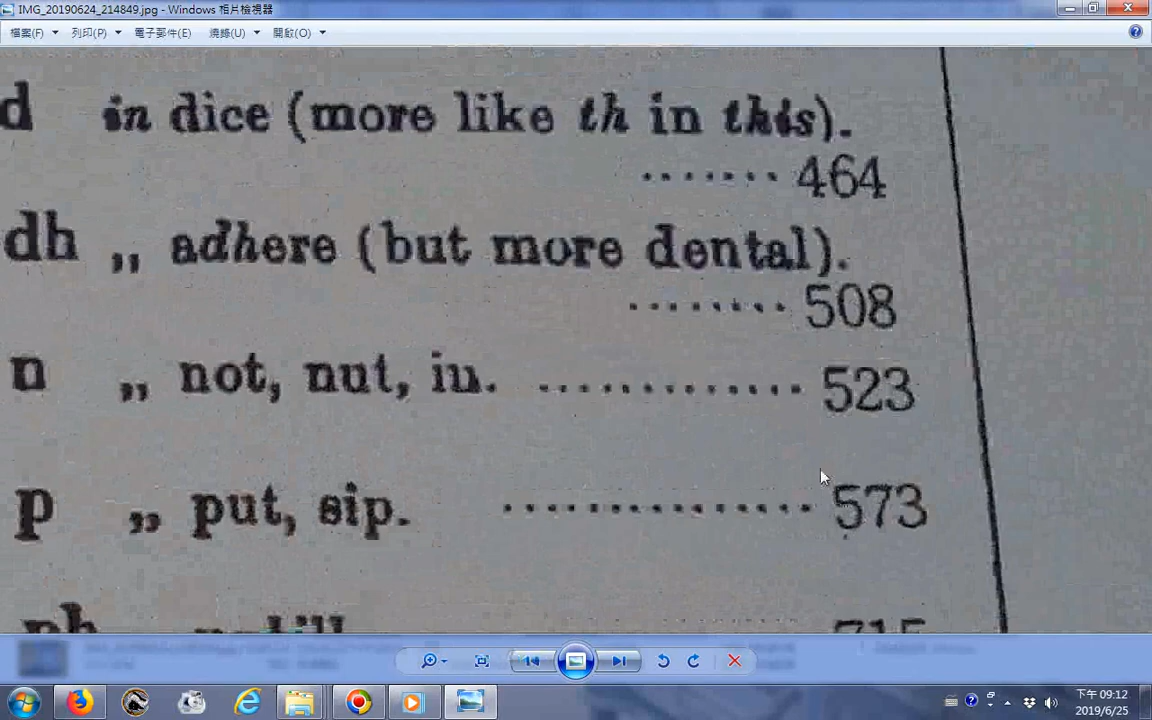 IMG_20190624_214849.jpg - Windows 相片檢視器
檔案(F) 列印(P) 電子郵件(E) 燒錄(U) 開啟(O)
d in dice (more like th in this).
....... 464
dh „ adhere (but more dental).
........ 508
n „ not, nut, in. ............. 523
p „ put, sip. ............... 573
ph 715
下午 09:12
2019/6/25